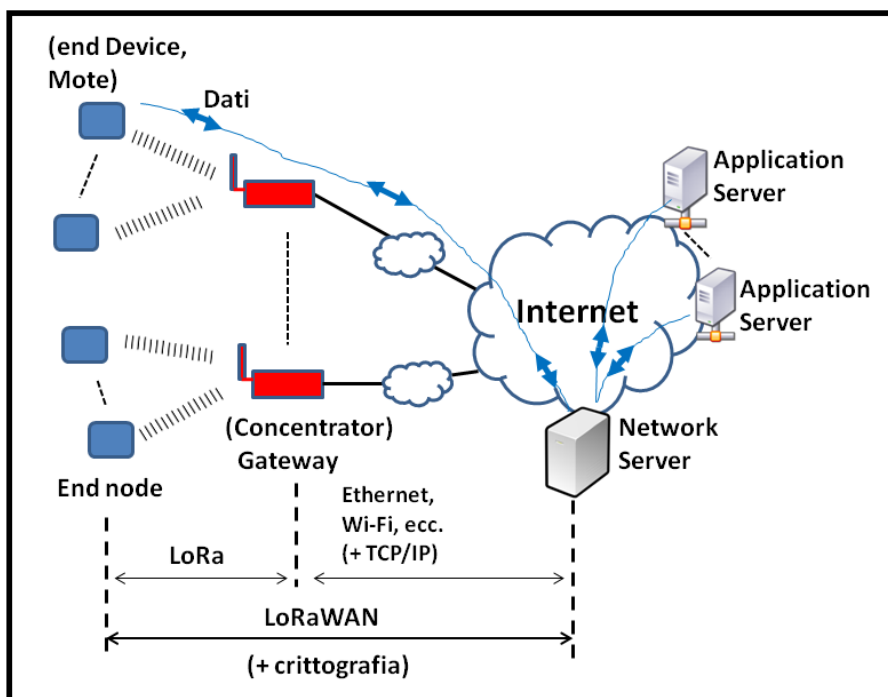 (end Device,
Mote)
Dati
Application
Server
Application
Server
Internet
(Concentrator)
Gateway
Network
Server
End node
Ethernet,
Wi-Fi, ecc.
(+ TCP/IP)
LoRa
LoRaWAN
(+ crittografia)